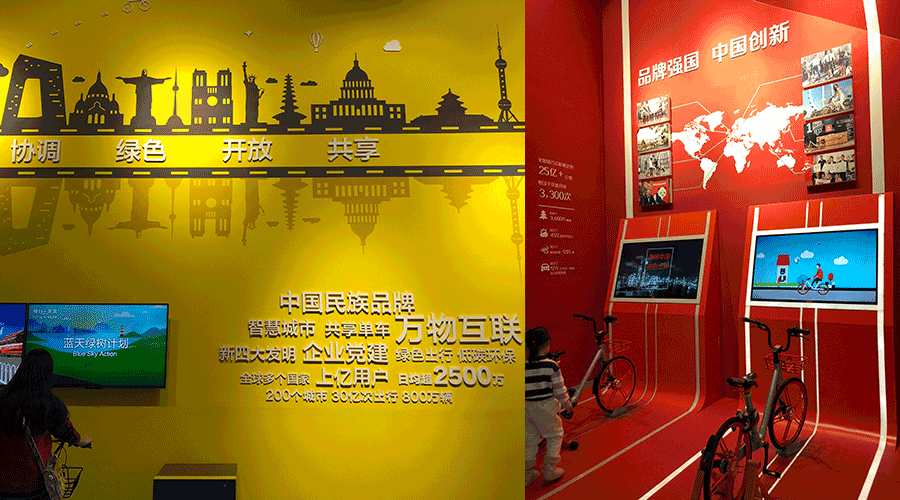 协调 绿色 开放 共享
中国民族品牌
智慧城市 共享单车 万物互联
新四大发明 企业党建 绿色出行 低碳环保
全球多个国家 上亿用户 日均超2500万
200个城市 30亿次出行 800万辆
蓝天绿树计划
Blue Sky Action
品牌强国 中国创新
25亿+
3,300次